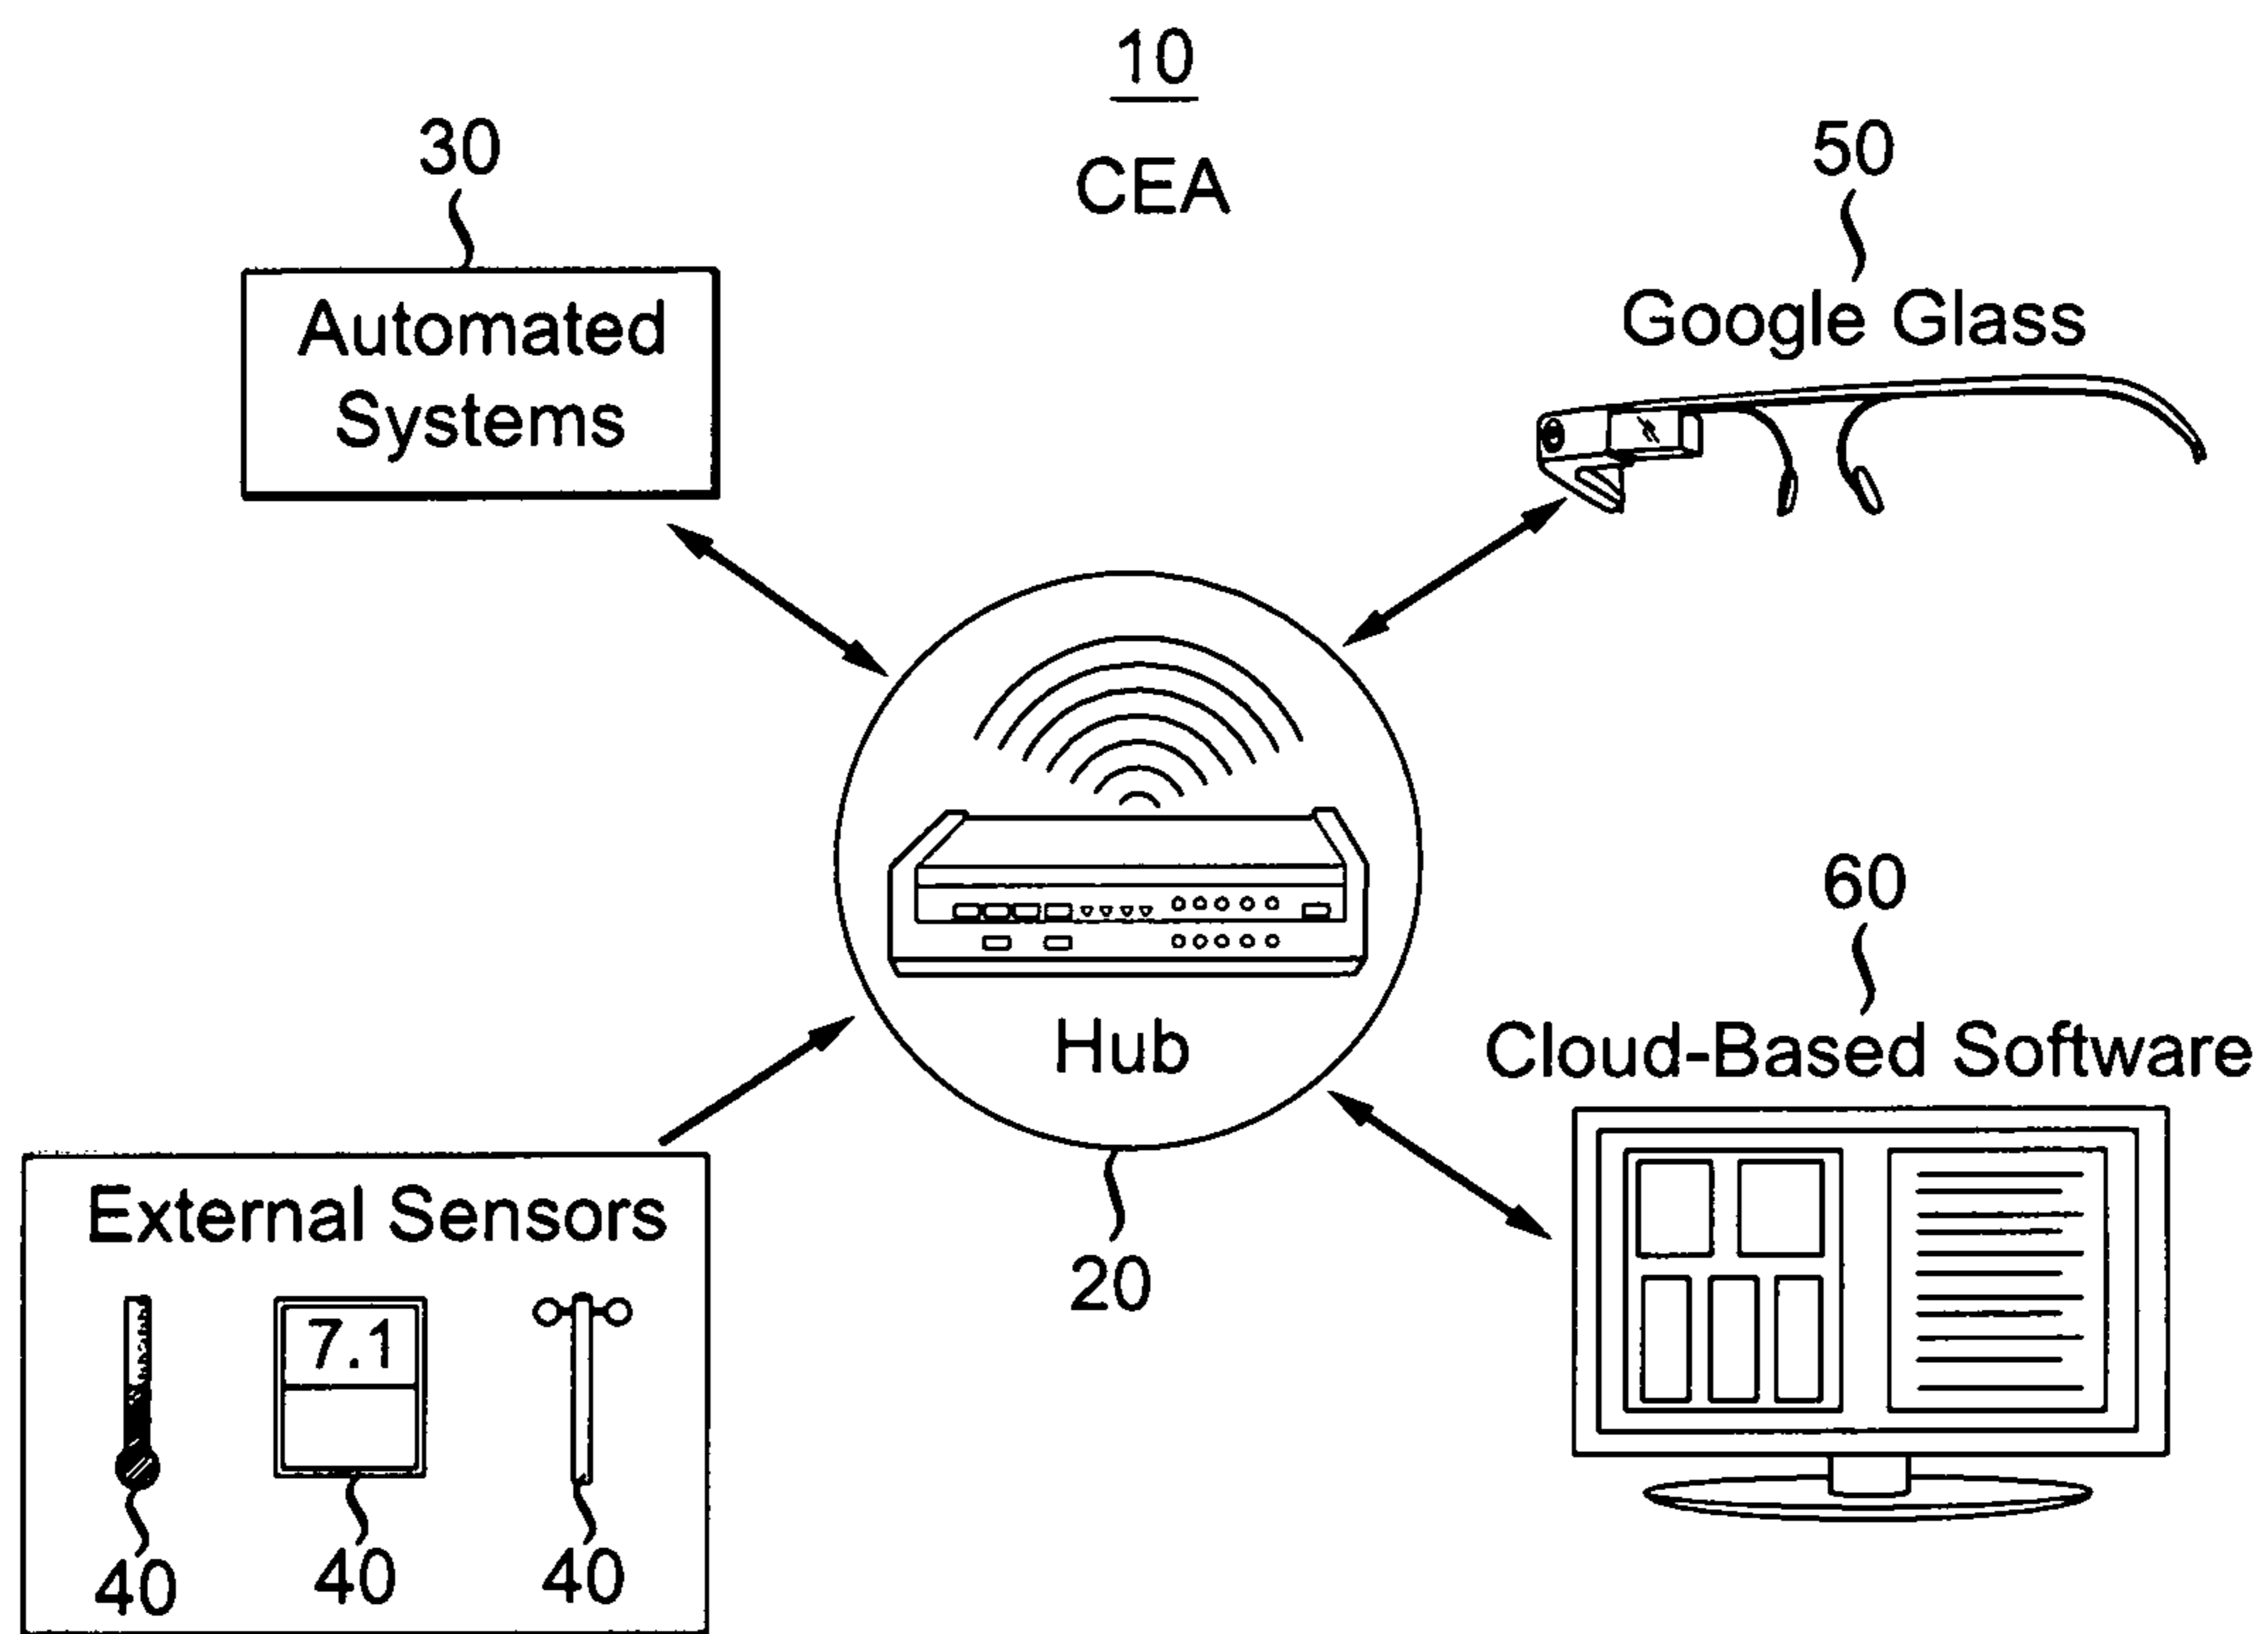 10
CEA
30
Automated
Systems
50
Google Glass
Hub
20
60
Cloud-Based Software
External Sensors
7.1
40
40
40